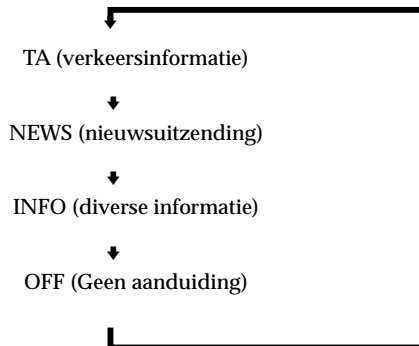 TA (verkeersinformatie)
NEWS (nieuwsuitzending)
INFO (diverse informatie)
OFF (Geen aanduiding)